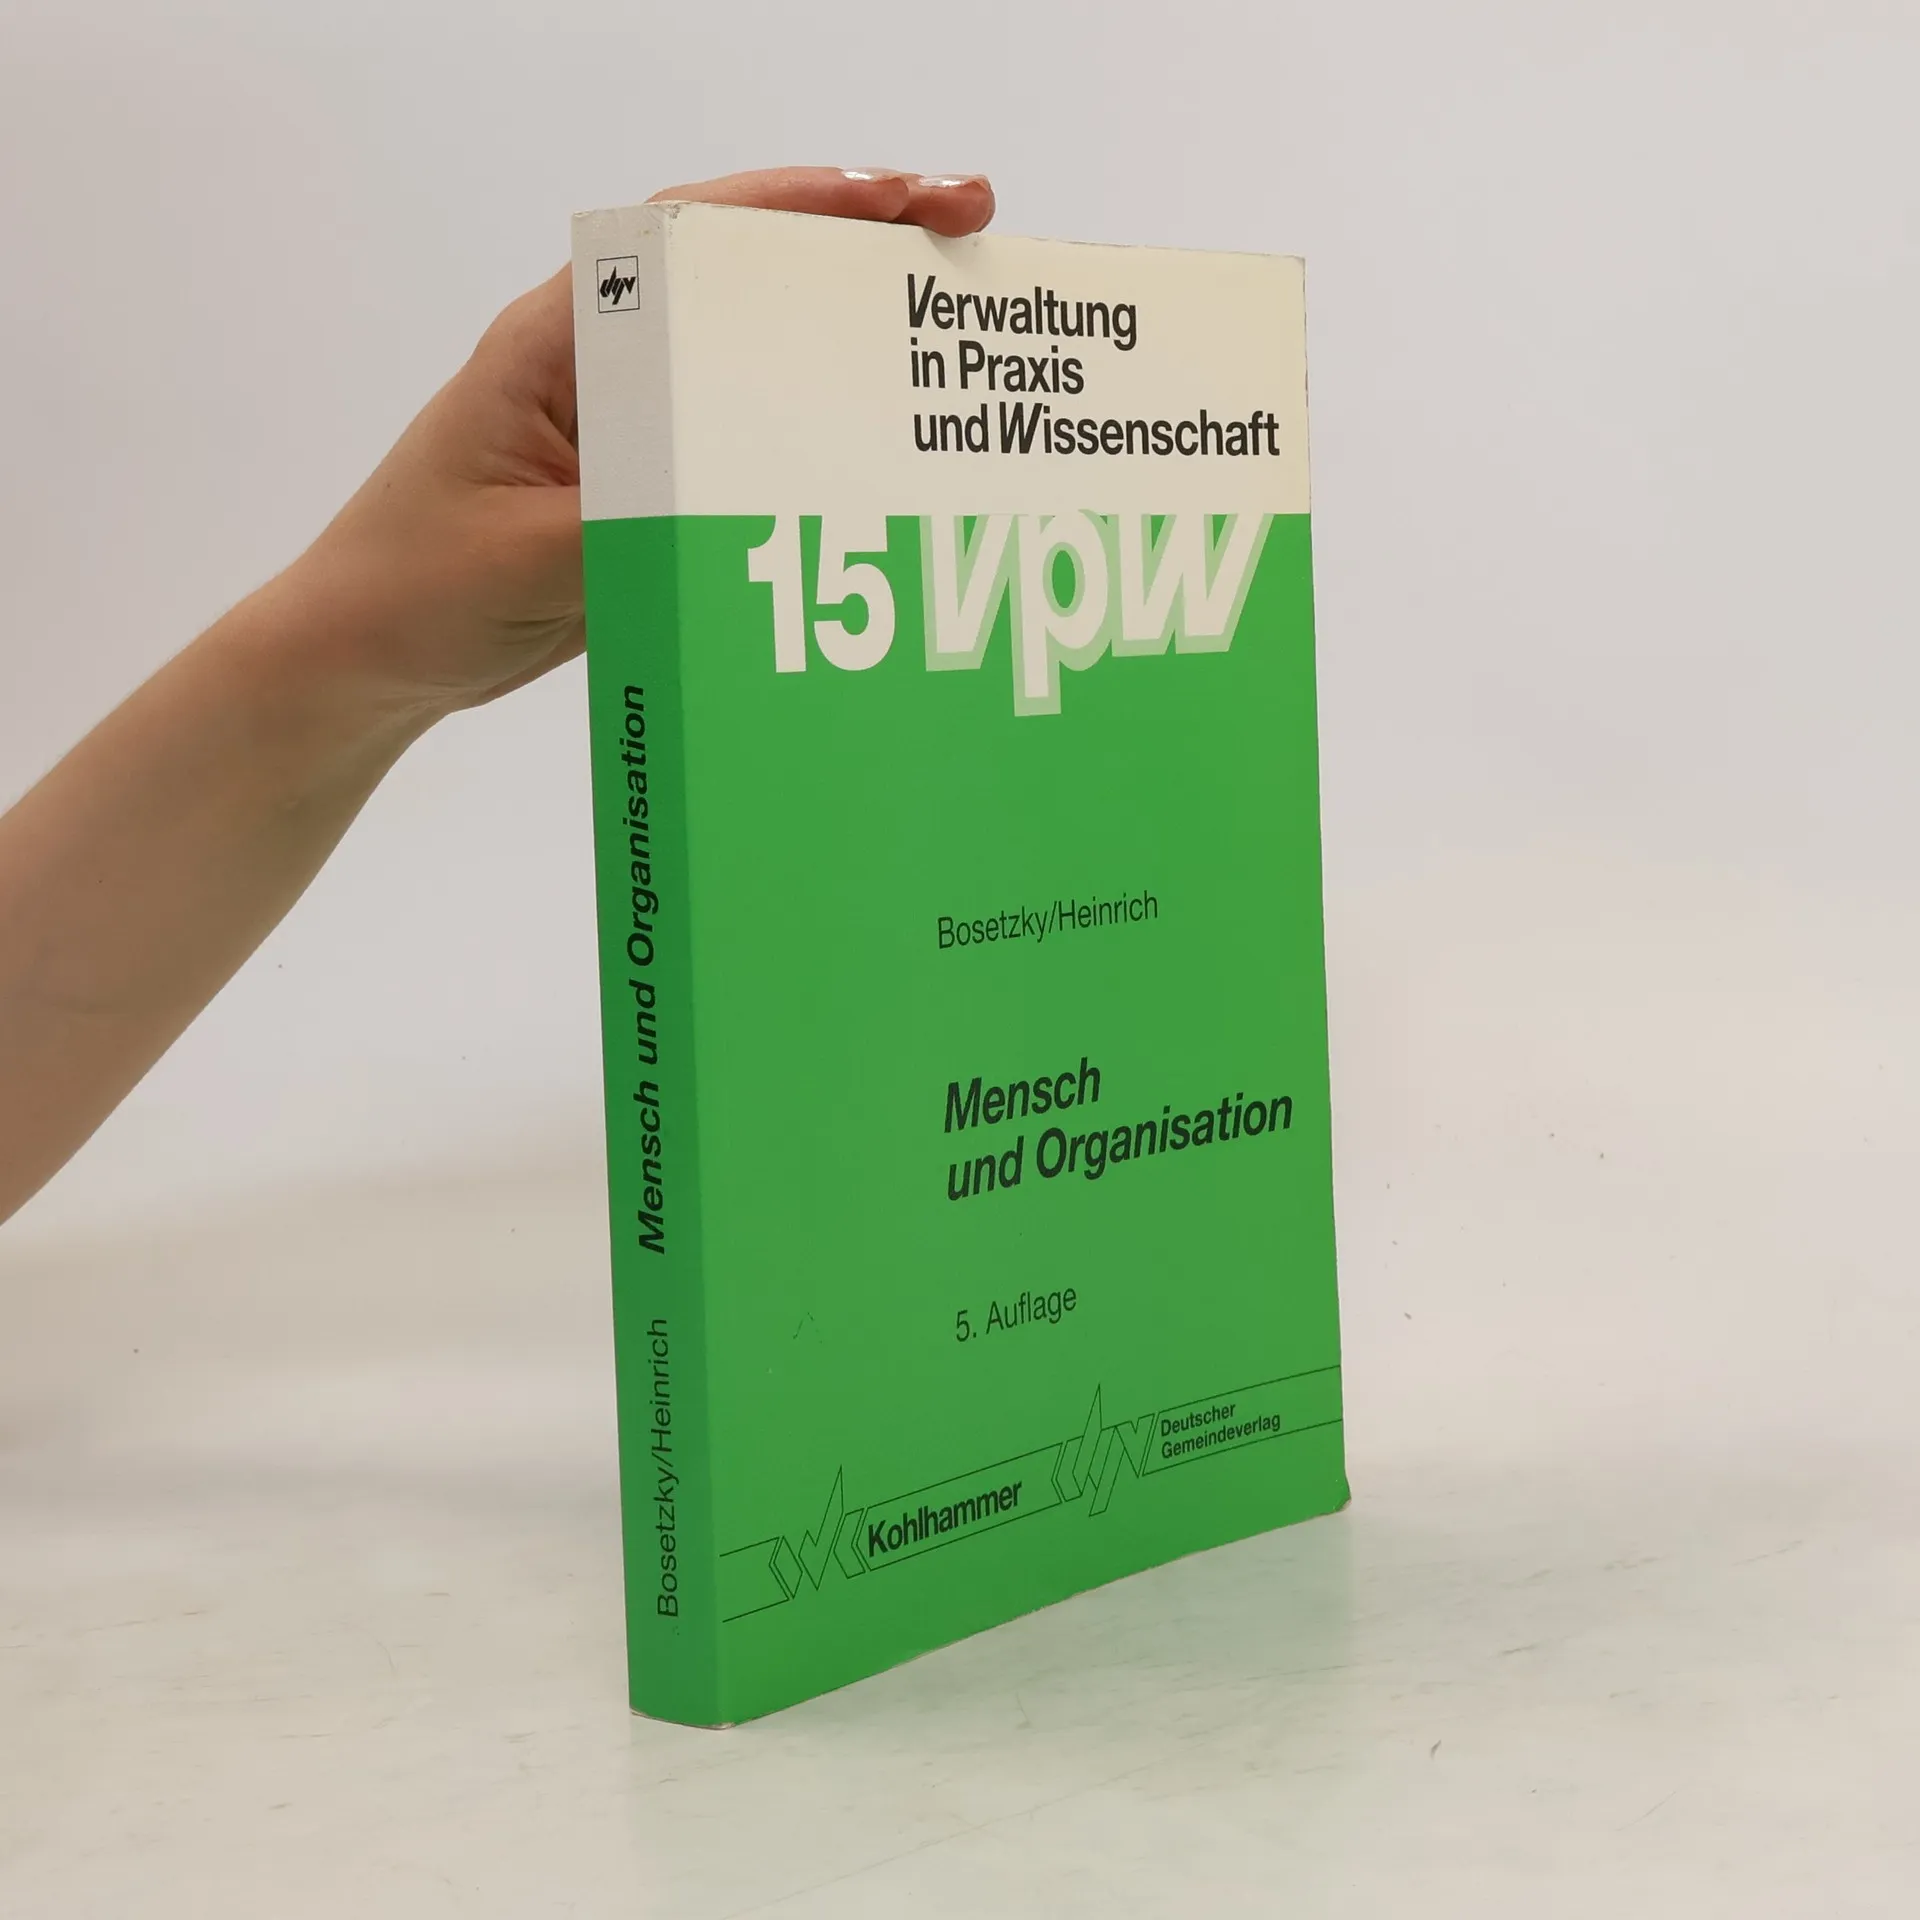 dgv
Mensch und Organisation
Bosetzky/Heinrich
Verwaltung
in Praxis
und Wissenschaft
15 vpw
Bosetzky/Heinrich
Mensch
und Organisation
5. Auflage
Kohlhammer
dgv
Deutscher
Gemeindeverlag